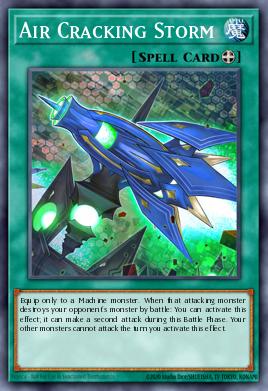 AIR CRACKING STORM
魔
[SPELL CARD]
Equip only to a Machine monster. When that attacking monster
destroys your opponent's monster by battle: You can activate this
effect; it can make a second attack during this Battle Phase. Your
other monsters cannot attack the turn you activate this effect.